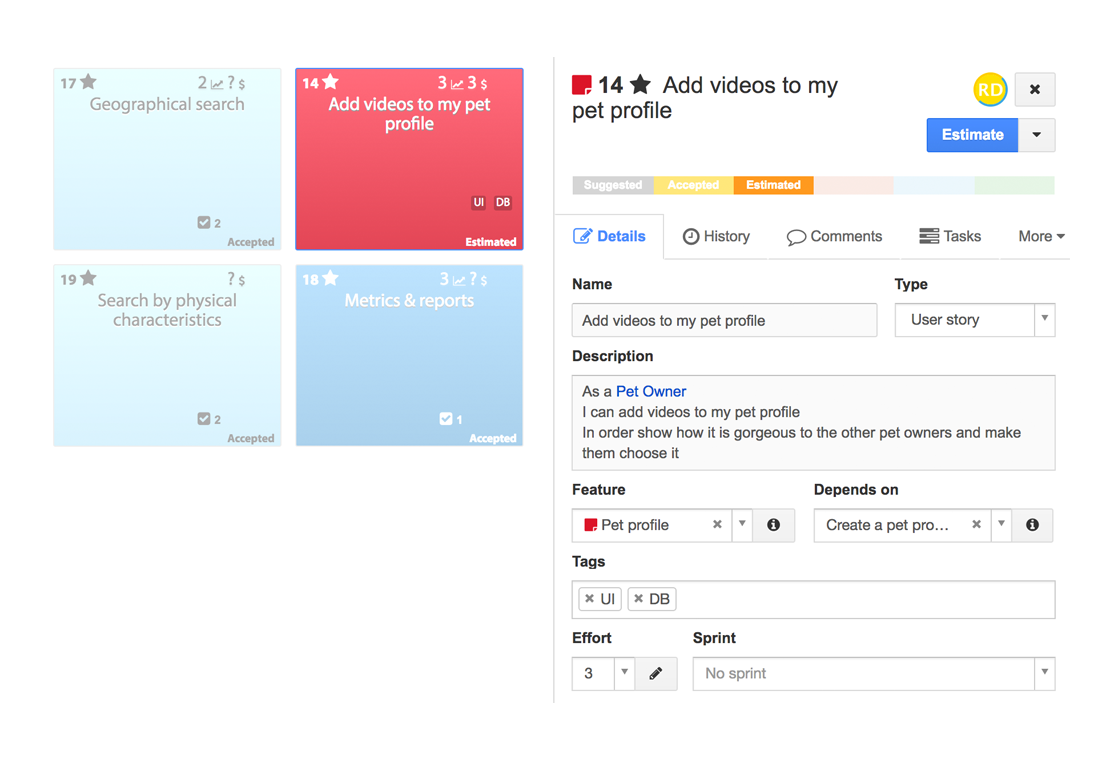 17 2 ? $
Geographical search
2
Accepted
14 3 3 $
Add videos to my pet
profile
UI DB
Estimated
19 ? $
Search by physical
characteristics
2
Accepted
18 3 ? $
Metrics & reports
1
Accepted
14 Add videos to my
pet profile
RD
Estimate
Suggested Accepted Estimated
Details History Comments Tasks More
Name Type
Add videos to my pet profile User story
Description
As a Pet Owner
I can add videos to my pet profile
In order show how it is gorgeous to the other pet owners and make
them choose it
Feature Depends on
Pet profile Create a pet pro...
Tags
UI DB
Effort Sprint
3 No sprint